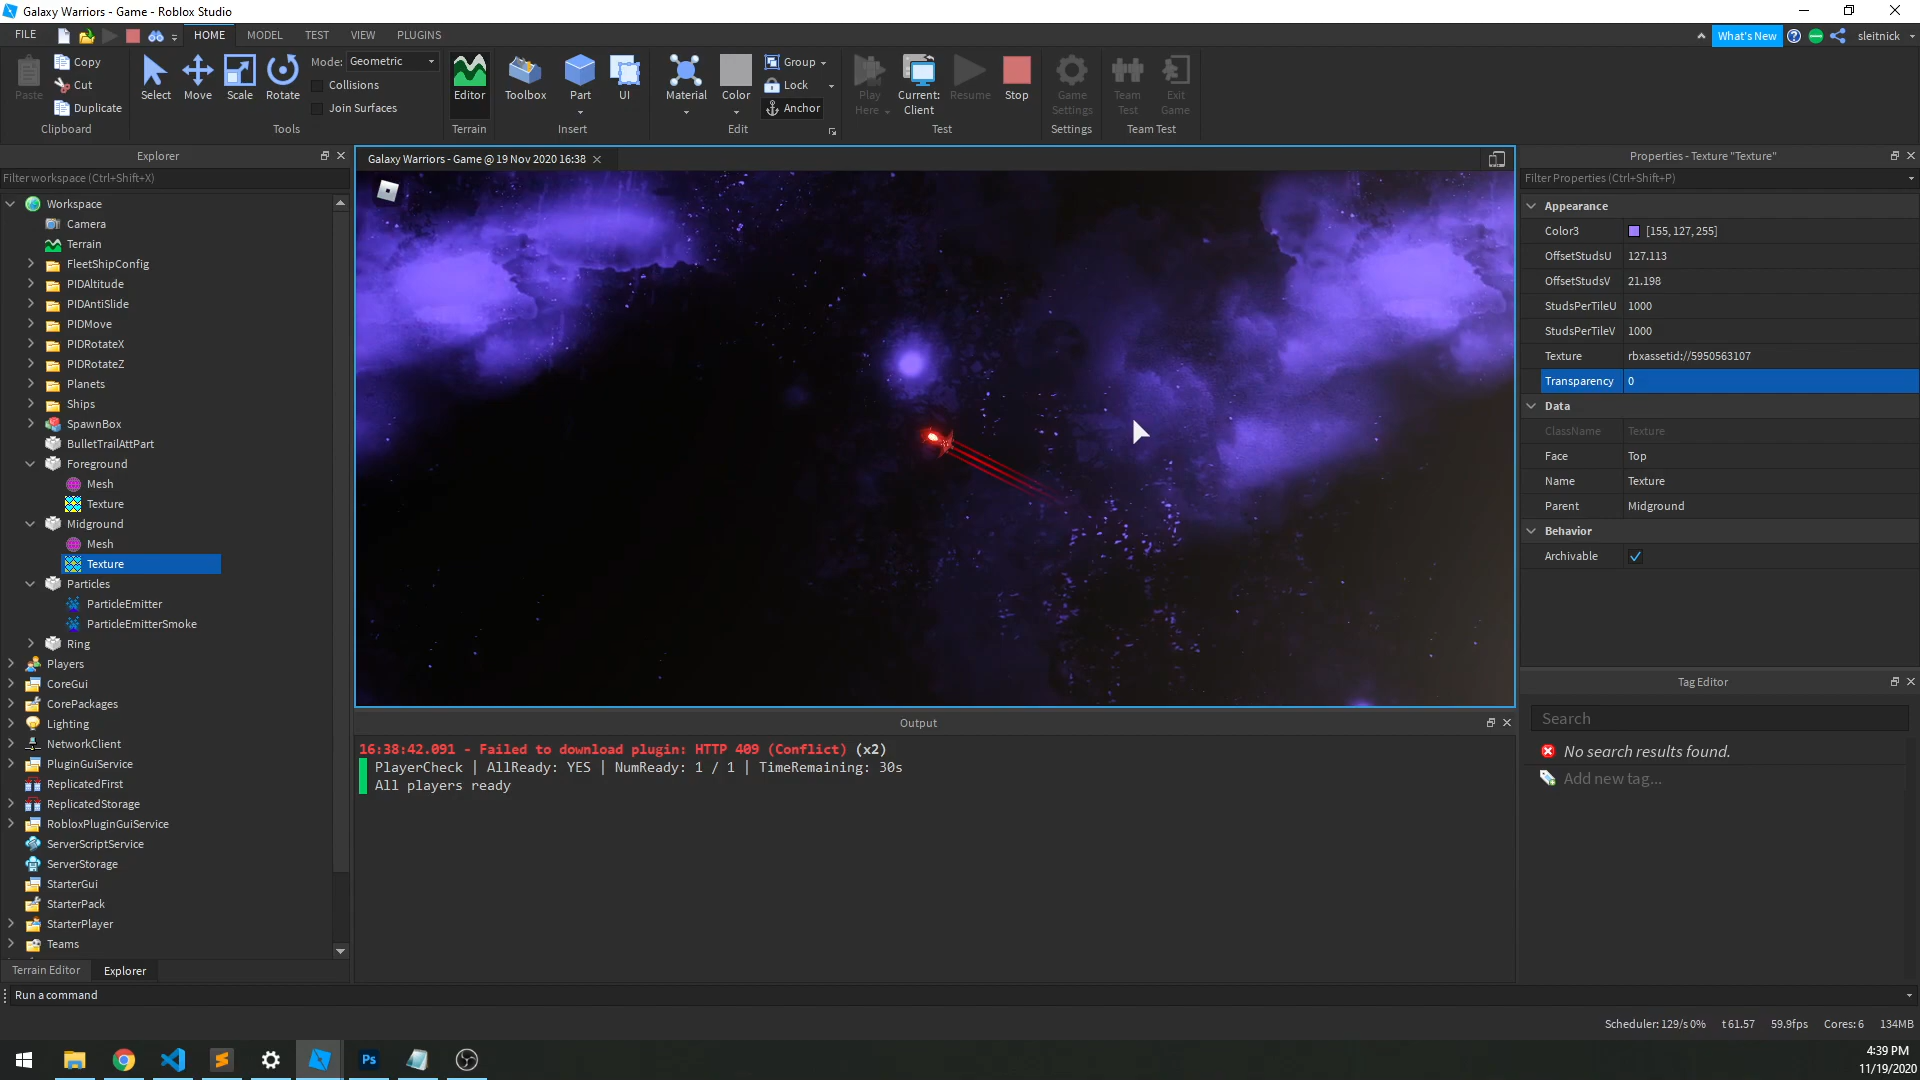 Galaxy Warriors - Game - Roblox Studio
FILE
HOME
MODEL
TEST
VIEW
PLUGINS
What's New
sleitnick
Paste
Copy
Cut
Duplicate
Clipboard
Select
Move
Scale
Rotate
Mode:
Geometric
Collisions
Join Surfaces
Tools
Editor
Terrain
Toolbox
Part
UI
Insert
Material
Color
Group
Lock
Anchor
Edit
Play
Here
Current:
Client
Resume
Stop
Test
Game
Settings
Settings
Team
Test
Exit
Game
Team Test
Explorer
Filter workspace (Ctrl+Shift+X)
Workspace
Camera
Terrain
FleetShipConfig
PIDAltitude
PIDAntiSlide
PIDMove
PIDRotateX
PIDRotateZ
Planets
Ships
SpawnBox
BulletTrailAttPart
Foreground
Mesh
Texture
Midground
Mesh
Texture
Particles
ParticleEmitter
ParticleEmitterSmoke
Ring
Players
CoreGui
CorePackages
Lighting
NetworkClient
PluginGuiService
ReplicatedFirst
ReplicatedStorage
RobloxPluginGuiService
ServerScriptService
ServerStorage
StarterGui
StarterPack
StarterPlayer
Teams
Terrain Editor
Explorer
Galaxy Warriors - Game @ 19 Nov 2020 16:38
Output
16:38:42.091 - Failed to download plugin: HTTP 409 (Conflict) (x2)
PlayerCheck | AllReady: YES | NumReady: 1 / 1 | TimeRemaining: 30s
All players ready
Properties - Texture "Texture"
Filter Properties (Ctrl+Shift+P)
Appearance
Color3 [155, 127, 255]
OffsetStudsU 127.113
OffsetStudsV 21.198
StudsPerTileU 1000
StudsPerTileV 1000
Texture rbxassetid://5950563107
Transparency 0
Data
ClassName Texture
Face Top
Name Texture
Parent Midground
Behavior
Archivable
Tag Editor
Search
No search results found.
Add new tag...
Run a command
Scheduler: 129/s 0% t 61.57 59.9fps Cores: 6 134MB
Ps
4:39 PM
11/19/2020